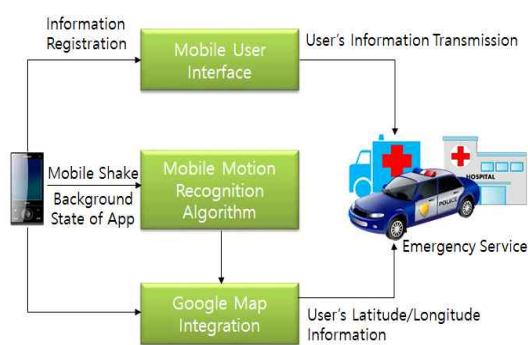 Information
Registration
Mobile User
Interface
User's Information Transmission
Mobile Shake
Background
State of App
Mobile Motion
Recognition
Algorithm
HOSPITAL
POLICE
Emergency Service
Google Map
Integration
User's Latitude/Longitude
Information